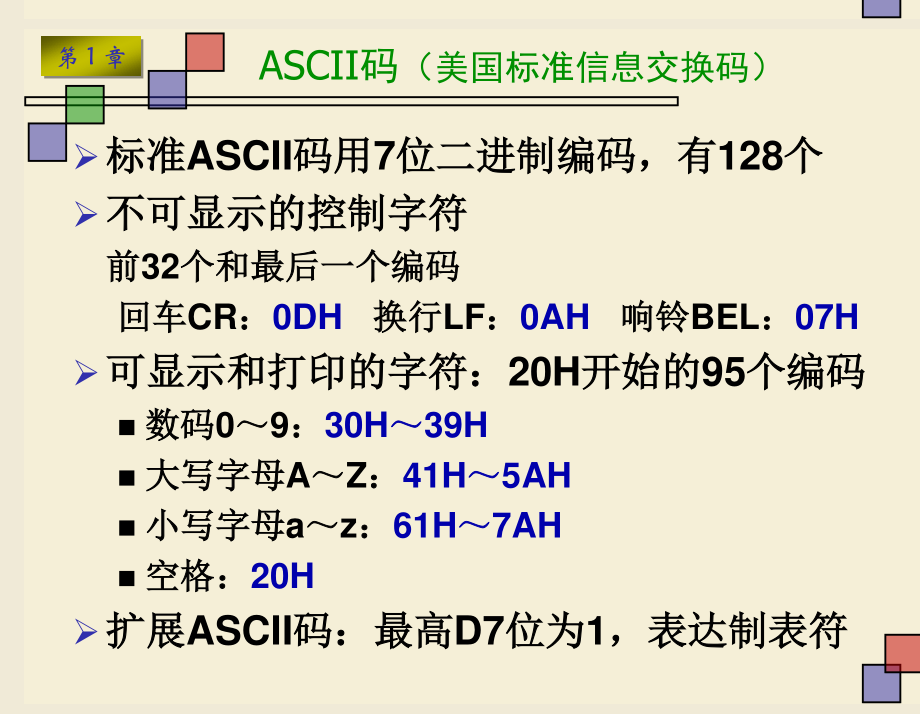 第1章
ASCII码（美国标准信息交换码）
标准ASCII码用7位二进制编码，有128个
不可显示的控制字符
前32个和最后一个编码
回车CR：0DH 换行LF：0AH 响铃BEL：07H
可显示和打印的字符：20H开始的95个编码
数码0～9：30H～39H
大写字母A～Z：41H～5AH
小写字母a～z：61H～7AH
空格：20H
扩展ASCII码：最高D7位为1，表达制表符